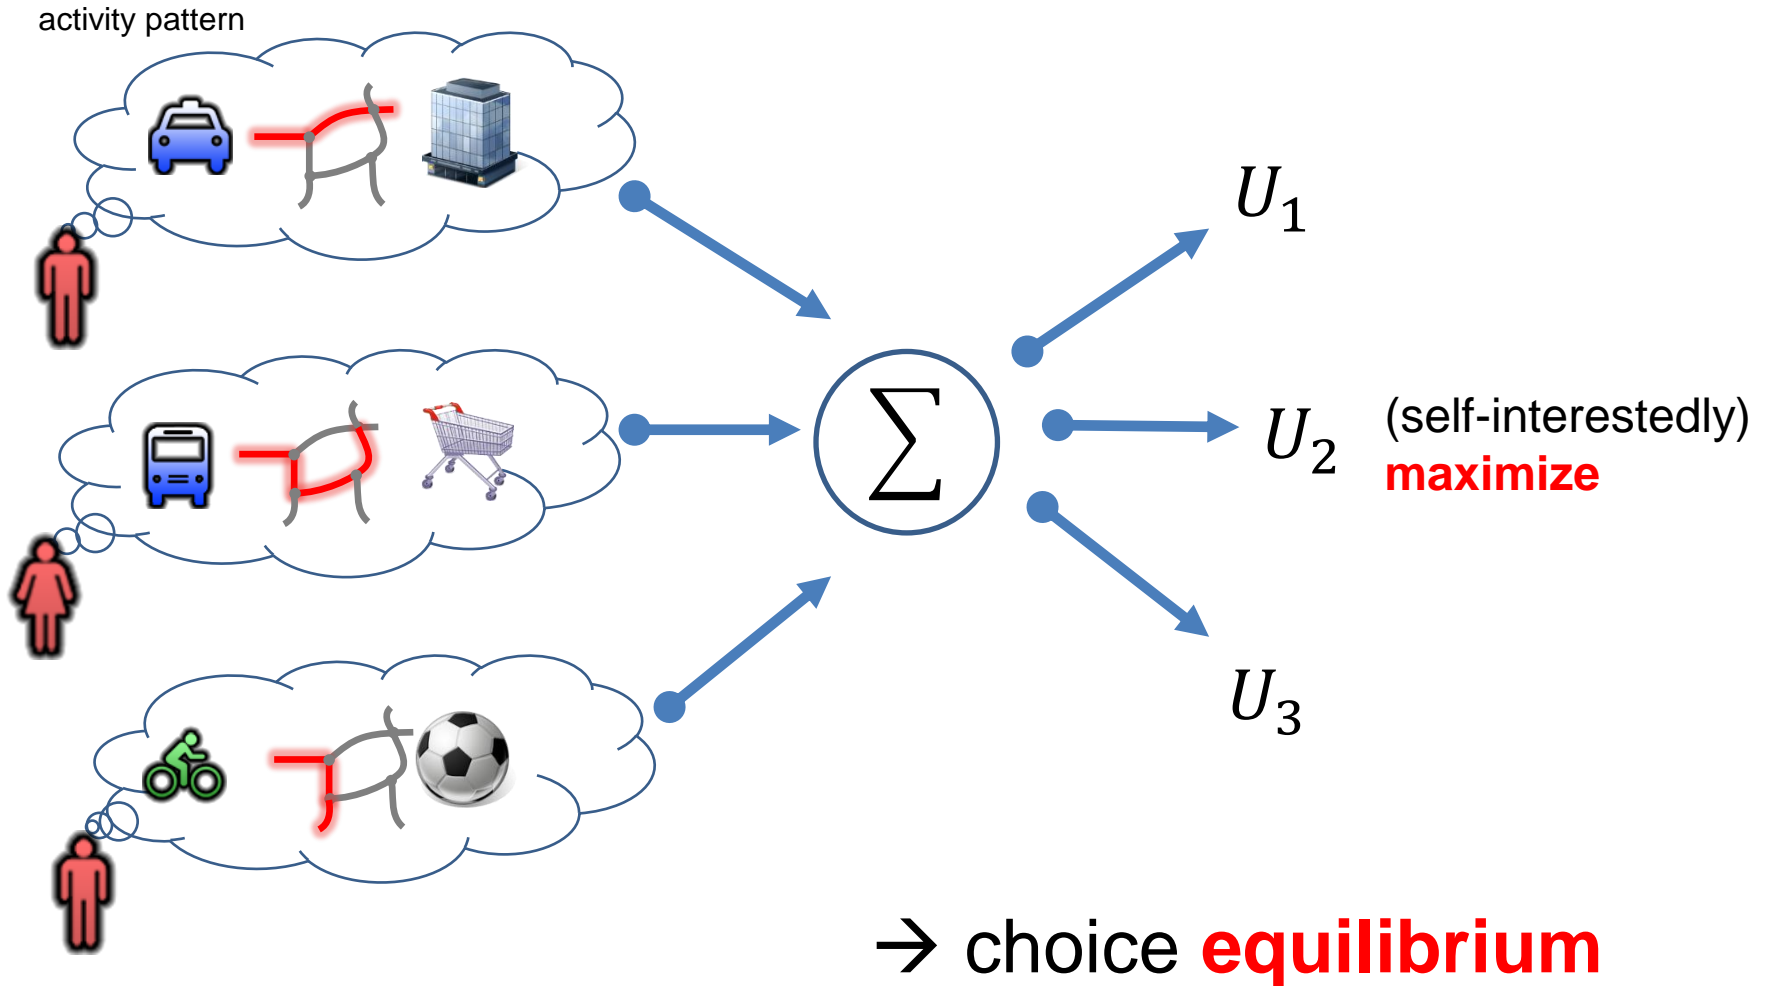 activity pattern
U₁
∑
U₂
(self-interestedly)
maximize
U₃
→ choice equilibrium